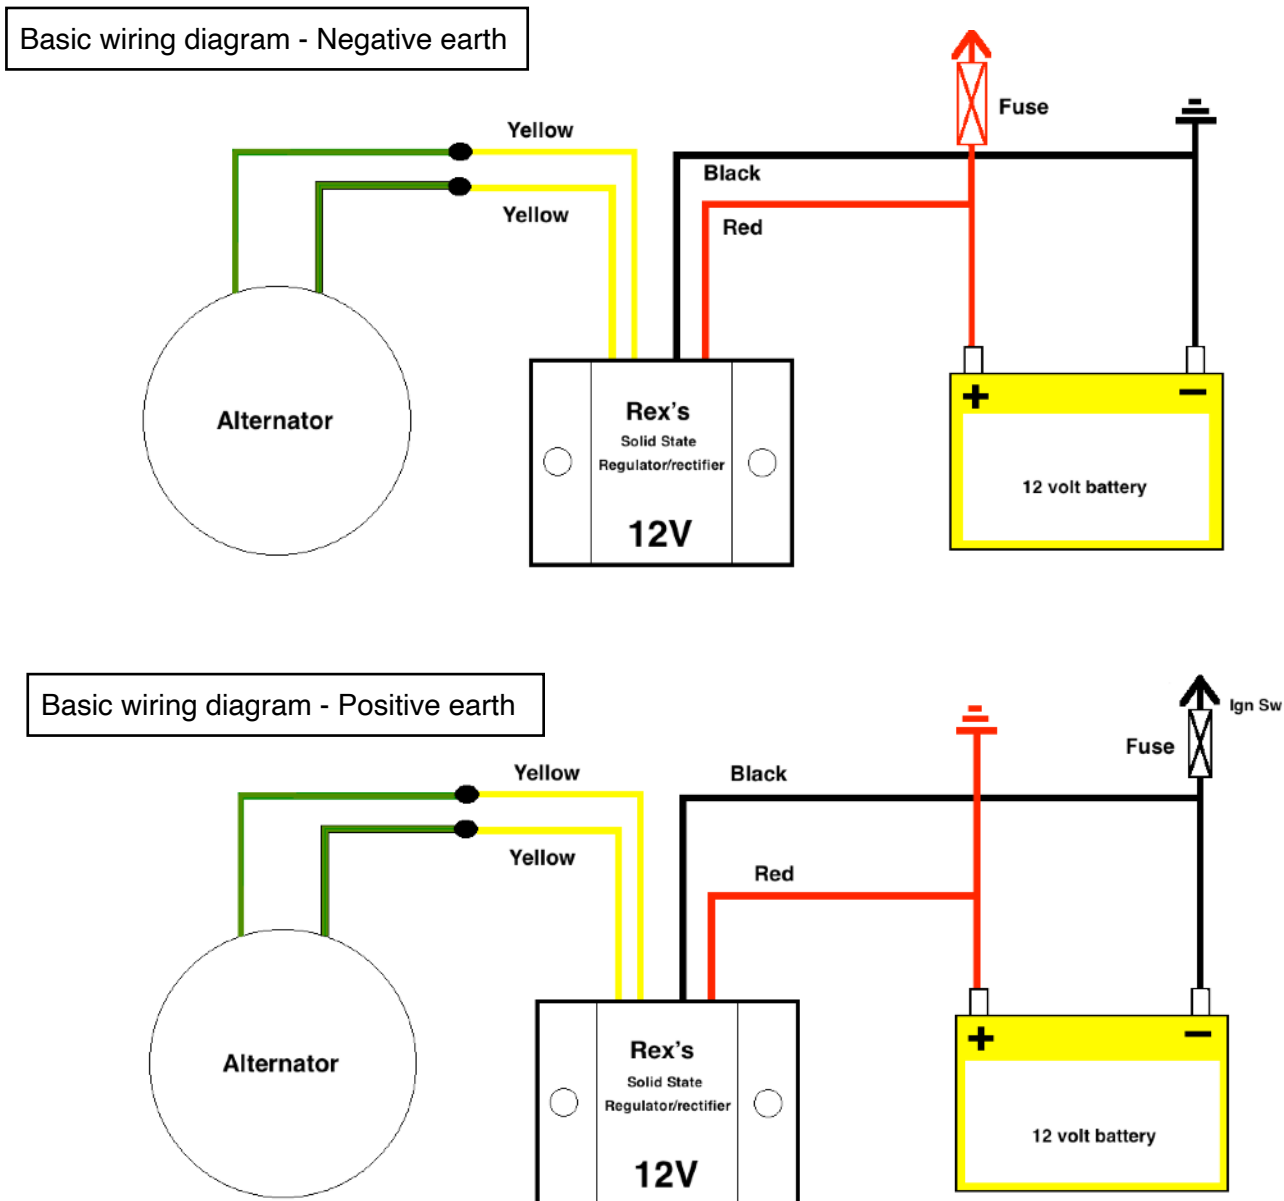 Basic wiring diagram - Negative earth
Fuse
Yellow
Black
Yellow
Red
+
−
Alternator
Rex's
Solid State
Regulator/rectifier
12V
12 volt battery
Basic wiring diagram - Positive earth
Ign Sw
Fuse
Yellow
Black
Yellow
Red
+
−
Alternator
Rex's
Solid State
Regulator/rectifier
12V
12 volt battery